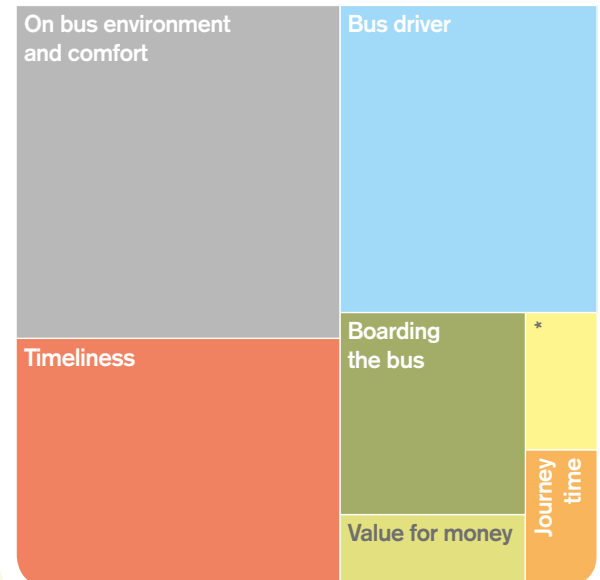 On bus environment
and comfort
Bus driver
Timeliness
Boarding
the bus
*
Journey
time
Value for money